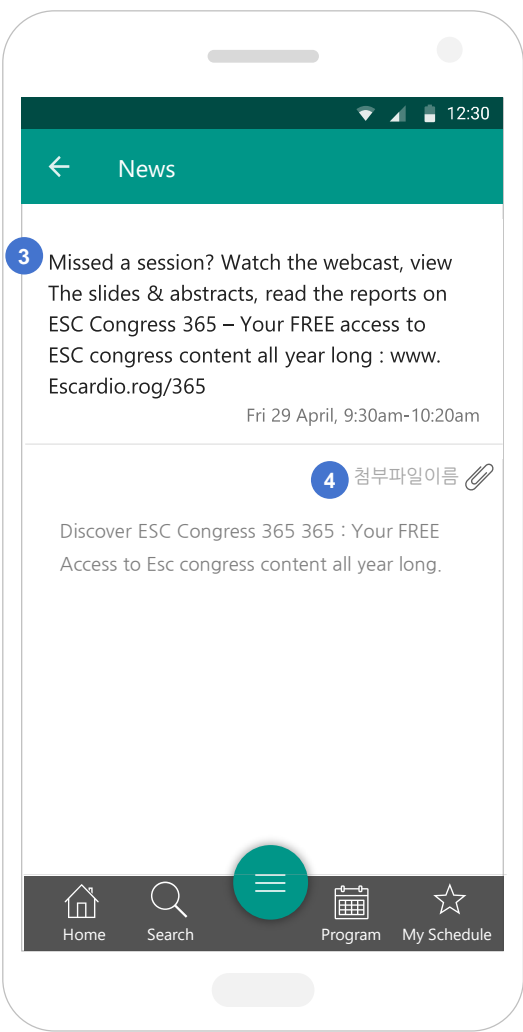 12:30
News
3
Missed a session? Watch the webcast, view
The slides & abstracts, read the reports on
ESC Congress 365 – Your FREE access to
ESC congress content all year long : www.
Escardio.rog/365
Fri 29 April, 9:30am-10:20am
4 첨부파일이름
Discover ESC Congress 365 365 : Your FREE
Access to Esc congress content all year long.
Home Search Program My Schedule